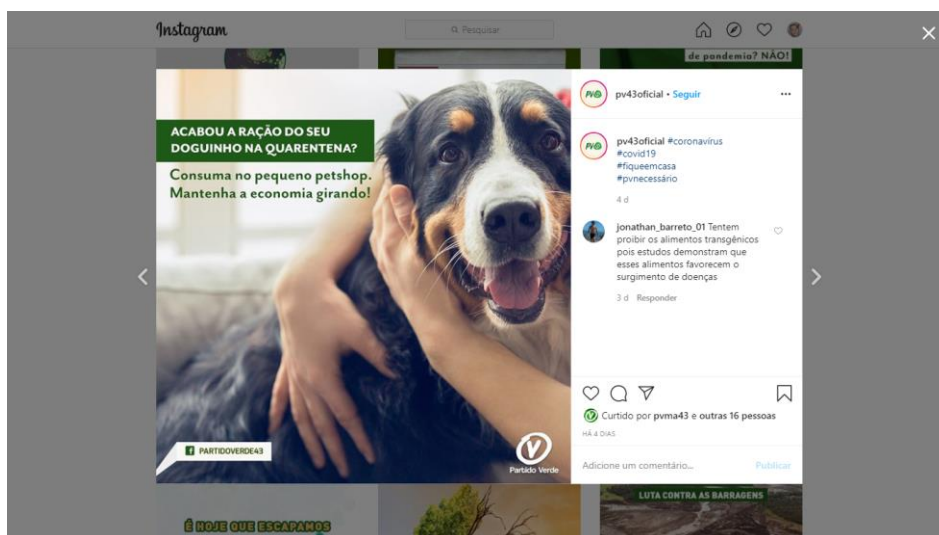 Instagram
Pesquisar
de pandemia? NÃO!
ACABOU A RAÇÃO DO SEU
DOGUINHO NA QUARENTENA?
Consuma no pequeno petshop.
Mantenha a economia girando!
PARTIDOVERDE43
Partido Verde
pv43oficial • Seguir
pv43oficial #coronavírus
#covid19
#fiqueemcasa
#pvnecessário
4 d
jonathan_barreto_01 Tentem
proibir os alimentos transgênicos
pois estudos demonstram que
esses alimentos favorecem o
surgimento de doenças
3 d Responder
Curtido por pvma43 e outras 16 pessoas
HÁ 4 DIAS
Adicione um comentário... Publicar
É HOJE QUE ESCAPAMOS
LUTA CONTRA AS BARRAGENS